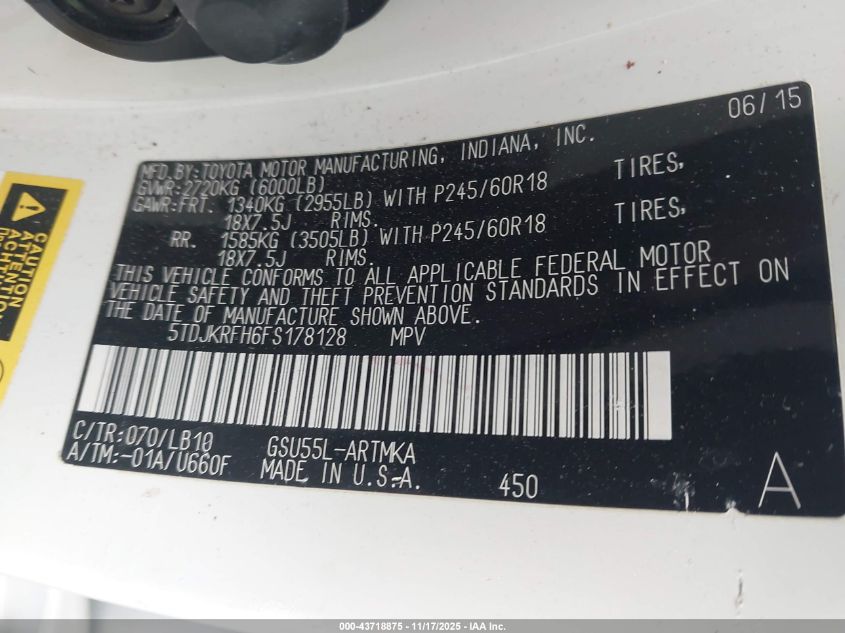 06/15
MFD.BY:TOYOTA MOTOR MANUFACTURING, INDIANA, INC.
GVWR:2720KG (6000LB)
GAWR:FRT. 1340KG (2955LB) WITH P245/60R18 TIRES,
18X7.5J RIMS.
RR. 1585KG (3505LB) WITH P245/60R18 TIRES,
18X7.5J RIMS.
THIS VEHICLE CONFORMS TO ALL APPLICABLE FEDERAL MOTOR
VEHICLE SAFETY AND THEFT PREVENTION STANDARDS IN EFFECT ON
THE DATE OF MANUFACTURE SHOWN ABOVE.
5TDJKRFH6FS178128 MPV
C/TR:070/LB10 GSU55L-ARTMKA
A/TM:-01A/U660F MADE IN U.S.A. 450
A
CAUTION
ATTENTION
ACHTUNG
000-43718875 - 11/17/2025 - IAA Inc.